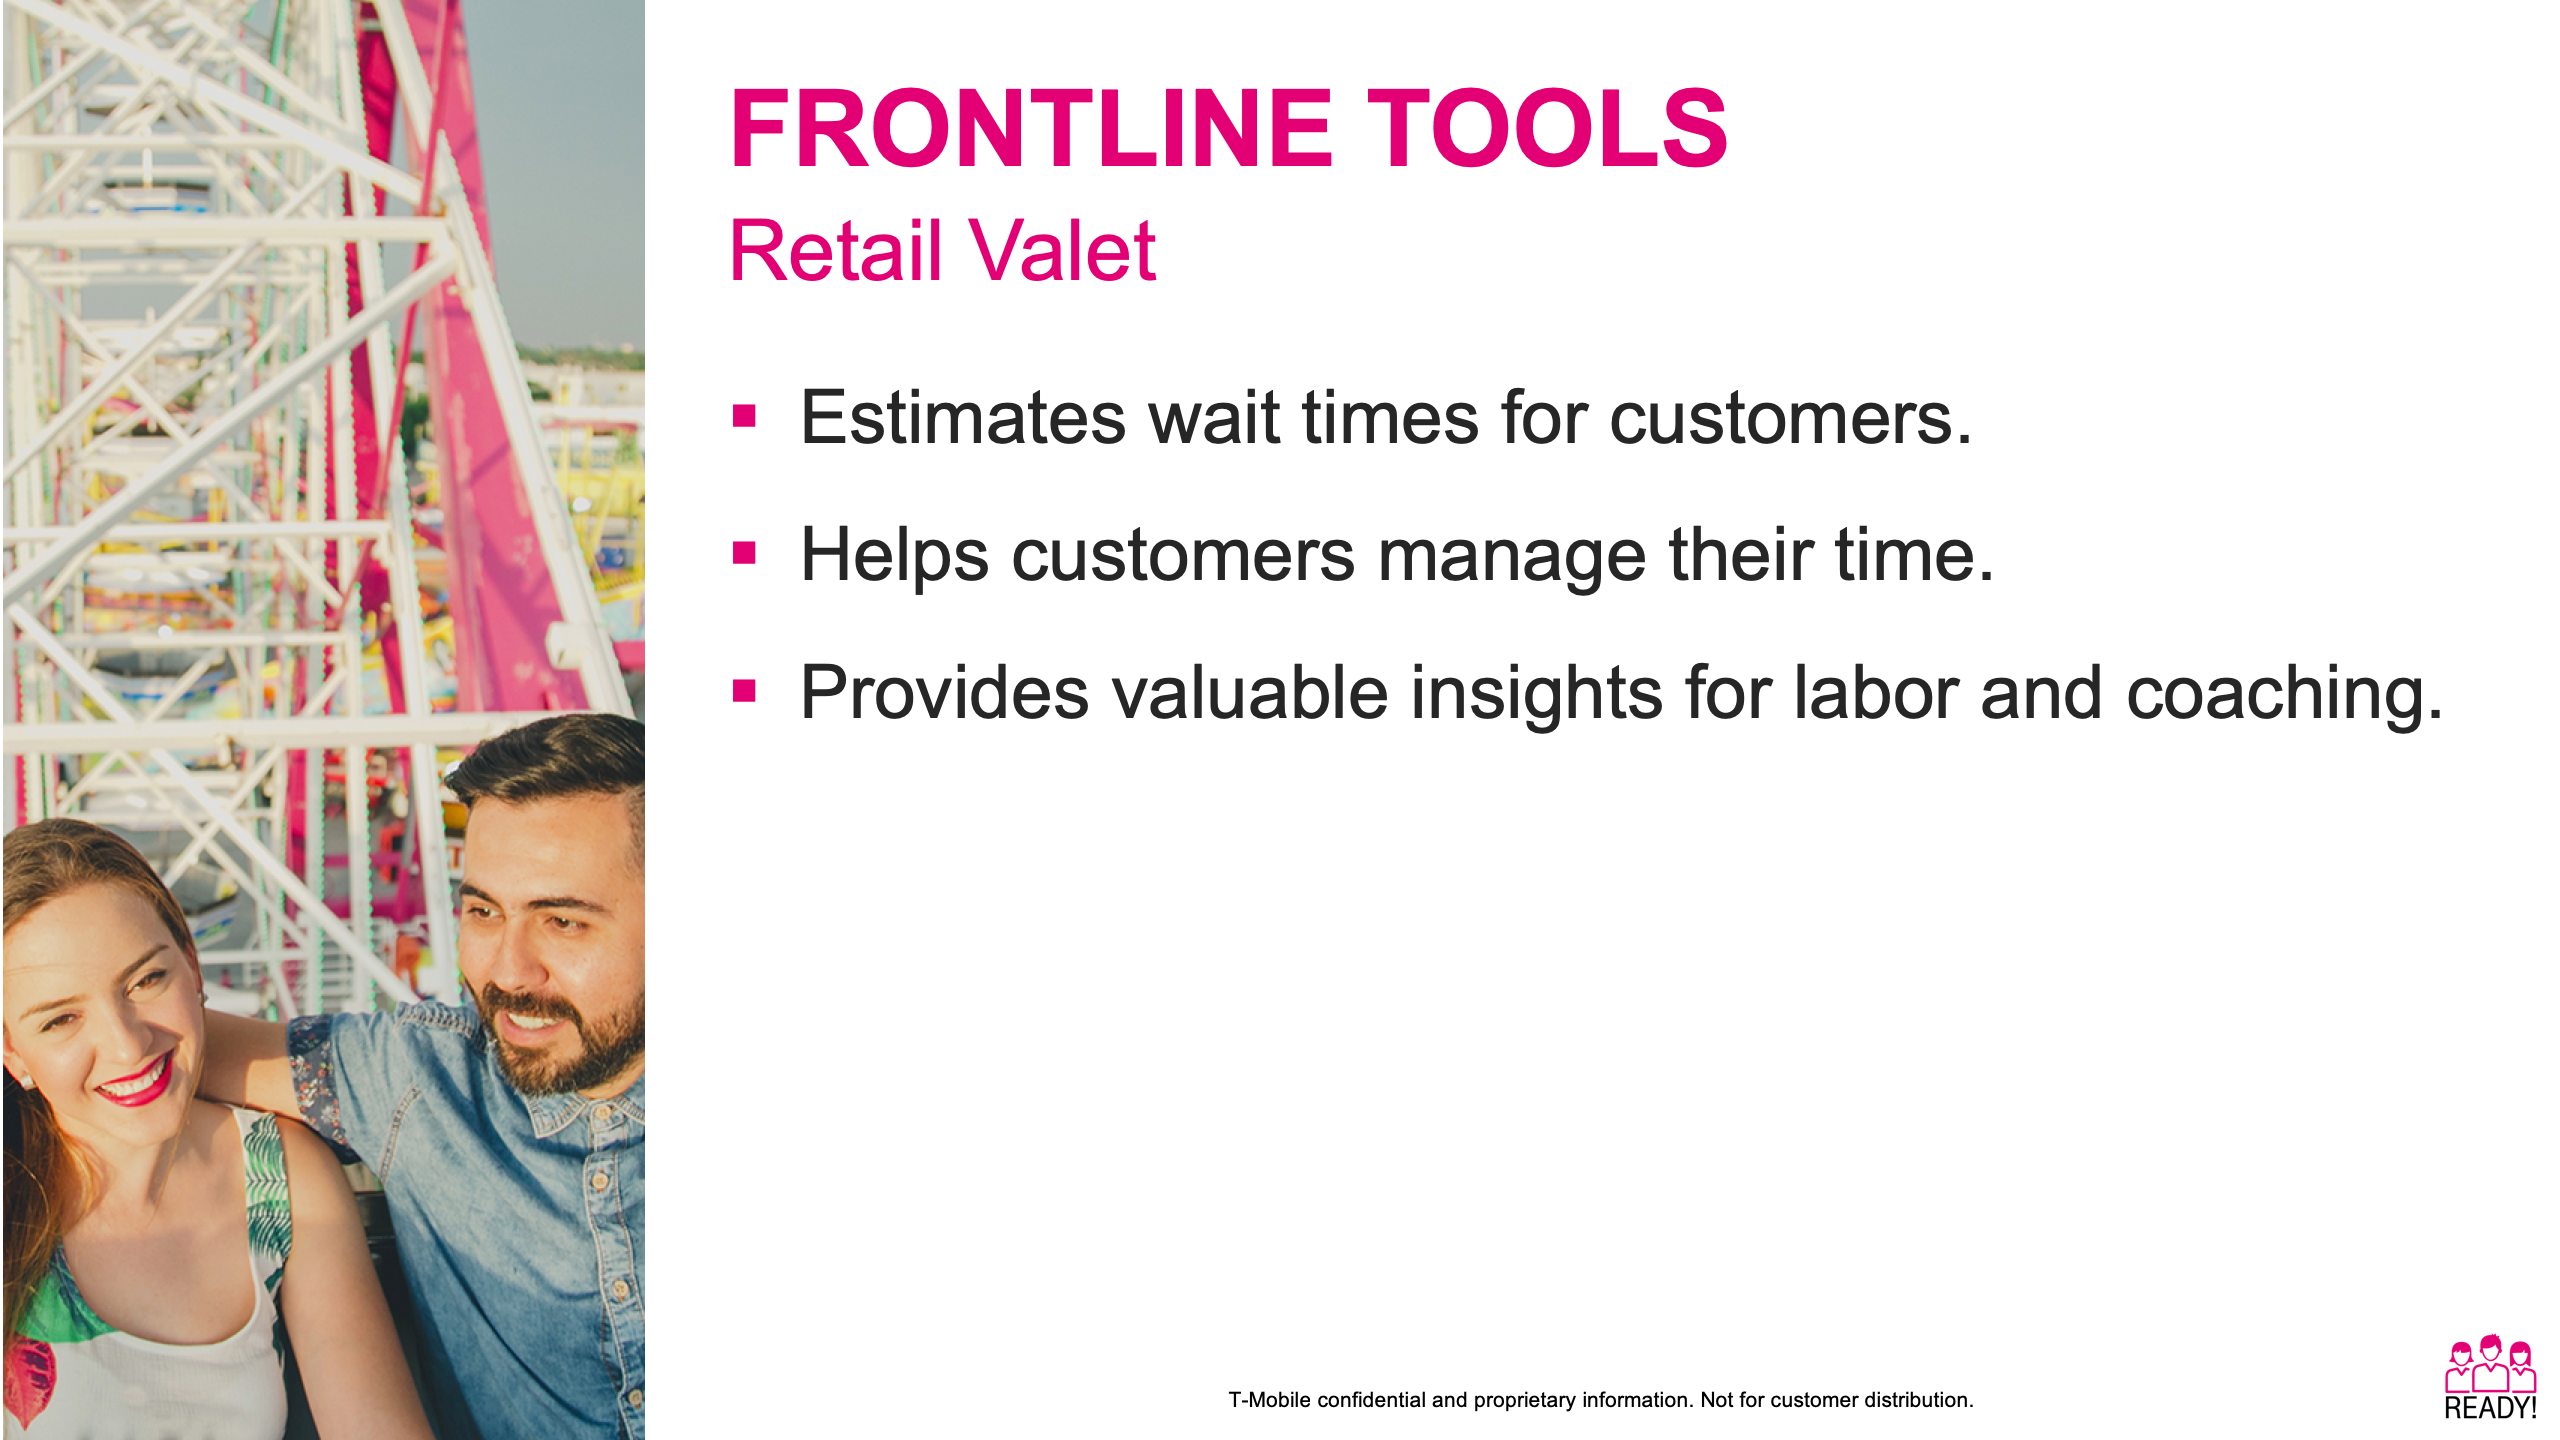 FRONTLINE TOOLS
Retail Valet
▪ Estimates wait times for customers.
▪ Helps customers manage their time.
▪ Provides valuable insights for labor and coaching.
T-Mobile confidential and proprietary information. Not for customer distribution.
READY!